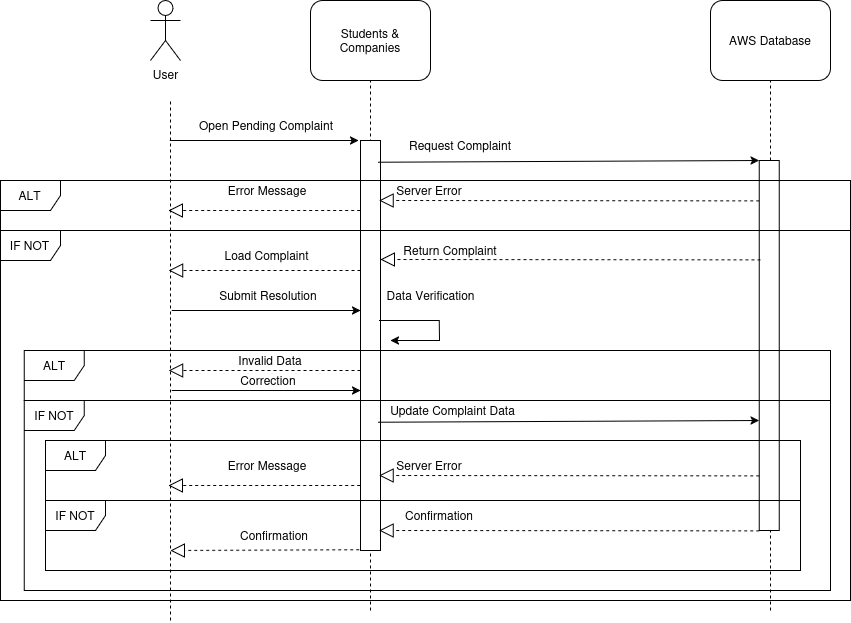 Students &
Companies
AWS Database
User
Open Pending Complaint
Request Complaint
ALT
Error Message
Server Error
IF NOT
Load Complaint
Return Complaint
Submit Resolution
Data Verification
ALT
Invalid Data
Correction
IF NOT
Update Complaint Data
ALT
Error Message
Server Error
IF NOT
Confirmation
Confirmation